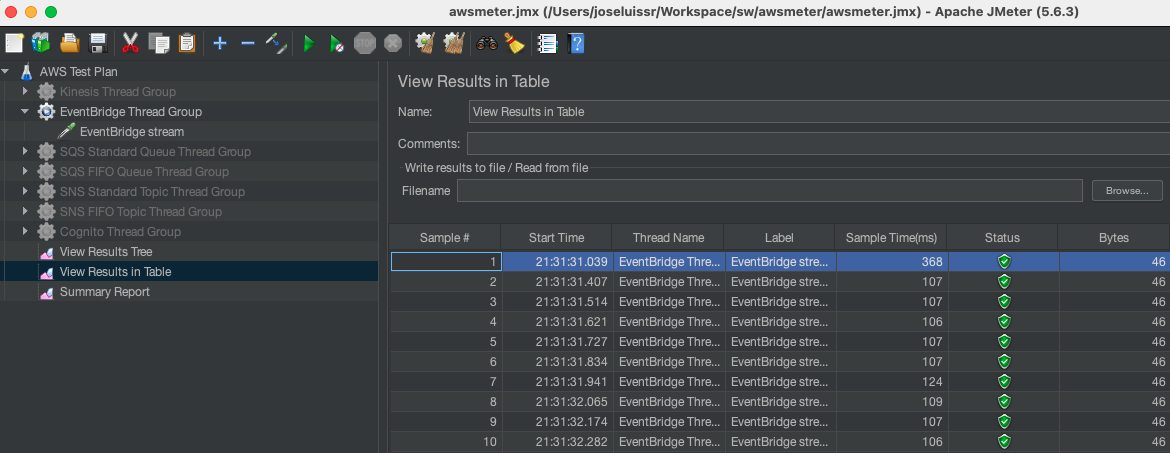 awsmeter.jmx (/Users/joseluissr/Workspace/sw/awsmeter/awsmeter.jmx) - Apache JMeter (5.6.3)
STOP
AWS Test Plan
Kinesis Thread Group
EventBridge Thread Group
EventBridge stream
SQS Standard Queue Thread Group
SQS FIFO Queue Thread Group
SNS Standard Topic Thread Group
SNS FIFO Topic Thread Group
Cognito Thread Group
View Results Tree
View Results in Table
Summary Report
View Results in Table
Name: View Results in Table
Comments:
Write results to file / Read from file
Filename Browse...
Sample # Start Time Thread Name Label Sample Time(ms) Status Bytes
1 21:31:31.039 EventBridge Thre... EventBridge stre... 368 46
2 21:31:31.407 EventBridge Thre... EventBridge stre... 107 46
3 21:31:31.514 EventBridge Thre... EventBridge stre... 107 46
4 21:31:31.621 EventBridge Thre... EventBridge stre... 106 46
5 21:31:31.727 EventBridge Thre... EventBridge stre... 107 46
6 21:31:31.834 EventBridge Thre... EventBridge stre... 107 46
7 21:31:31.941 EventBridge Thre... EventBridge stre... 124 46
8 21:31:32.065 EventBridge Thre... EventBridge stre... 109 46
9 21:31:32.174 EventBridge Thre... EventBridge stre... 107 46
10 21:31:32.282 EventBridge Thre... EventBridge stre... 106 46